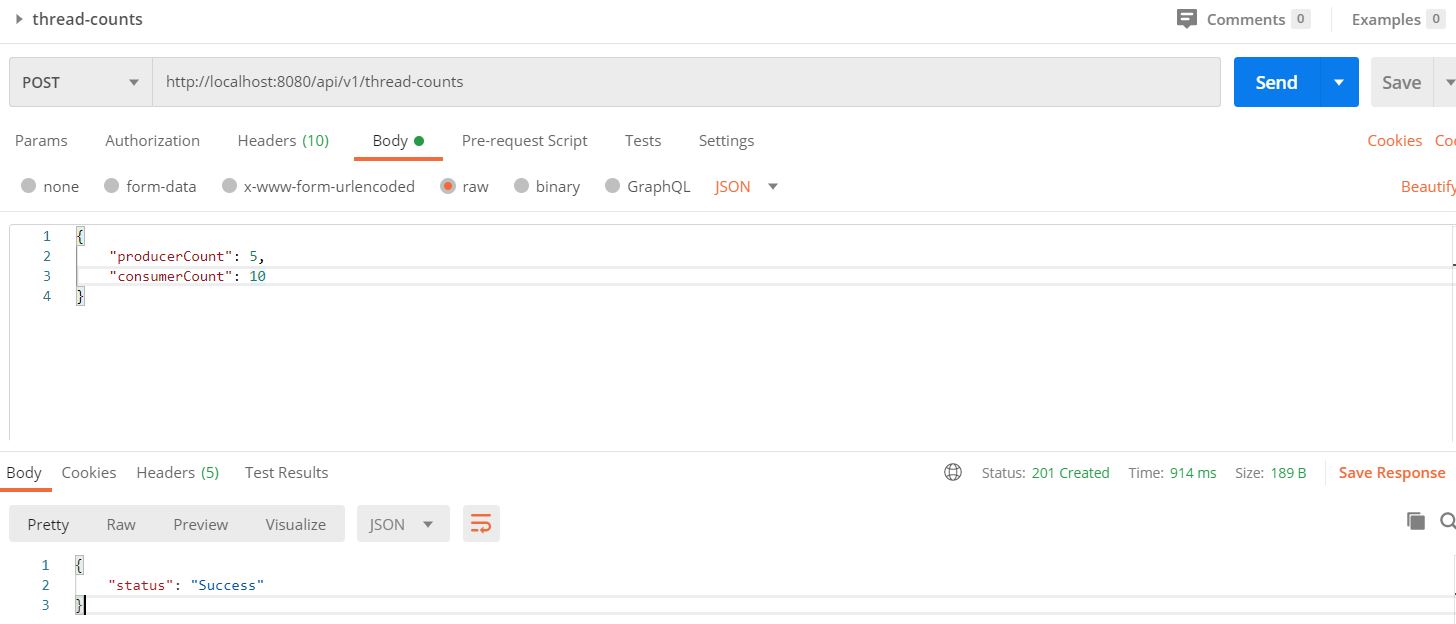 thread-counts Comments 0 Examples 0
POST http://localhost:8080/api/v1/thread-counts Send Save
Params Authorization Headers (10) Body Pre-request Script Tests Settings Cookies
none form-data x-www-form-urlencoded raw binary GraphQL JSON Beautify
1 {
2 "producerCount": 5,
3 "consumerCount": 10
4 }
Body Cookies Headers (5) Test Results Status: 201 Created Time: 914 ms Size: 189 B Save Response
Pretty Raw Preview Visualize JSON
1 {
2 "status": "Success"
3 }